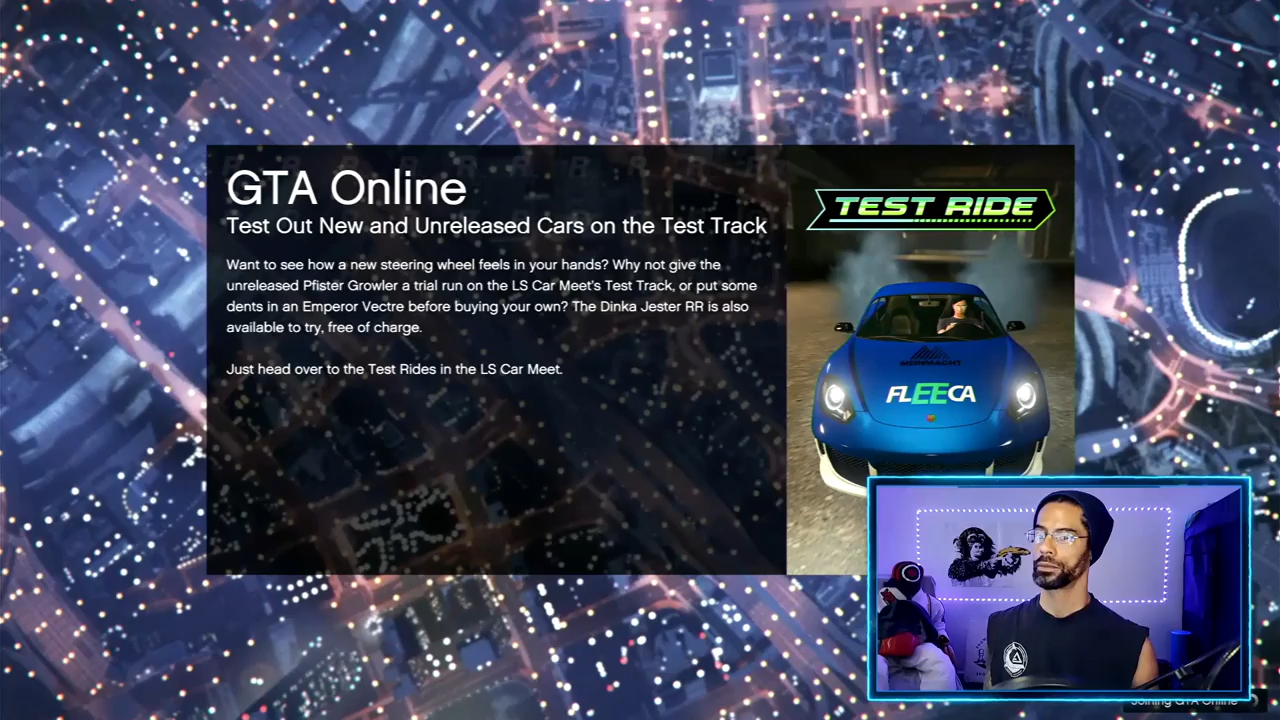 GTA Online
Test Out New and Unreleased Cars on the Test Track
Want to see how a new steering wheel feels in your hands? Why not give the
unreleased Pfister Growler a trial run on the LS Car Meet's Test Track, or put some
dents in an Emperor Vectre before buying your own? The Dinka Jester RR is also
available to try, free of charge.
Just head over to the Test Rides in the LS Car Meet.
TEST RIDE
FLEECA
Joining GTA Online